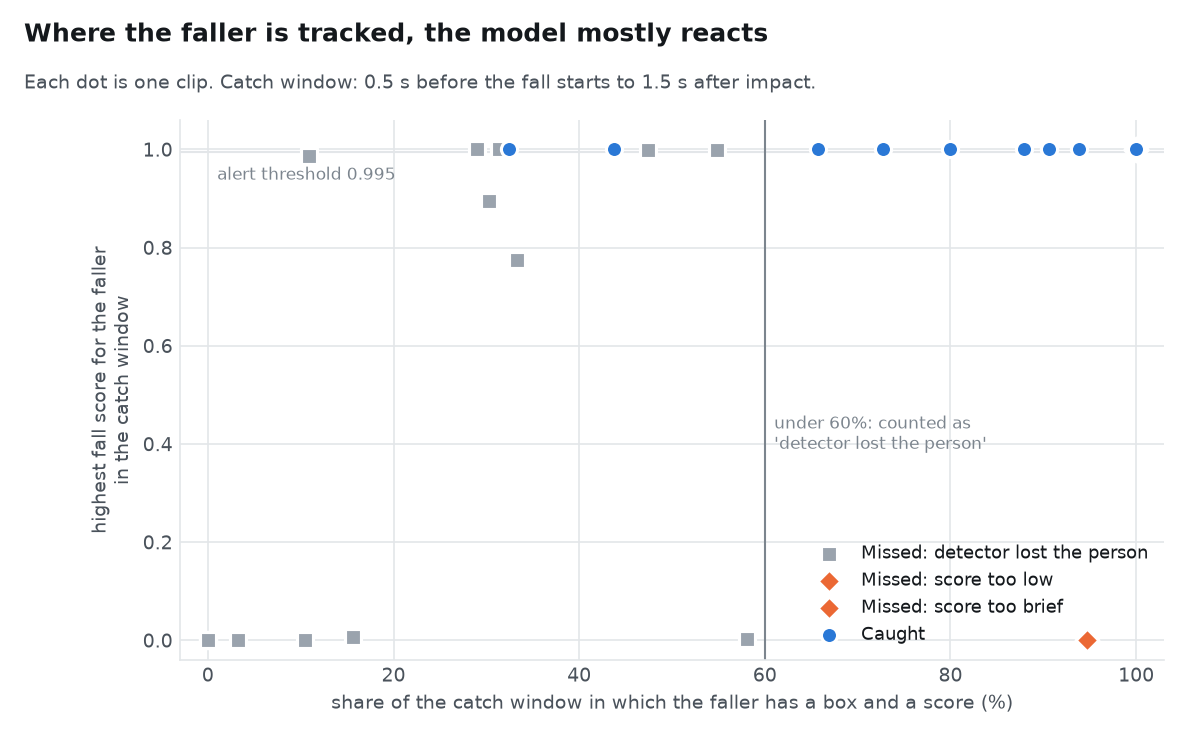 Where the faller is tracked, the model mostly reacts
Each dot is one clip. Catch window: 0.5 s before the fall starts to 1.5 s after impact.
highest fall score for the faller
in the catch window
1.0
0.8
0.6
0.4
0.2
0.0
alert threshold 0.995
under 60%: counted as
'detector lost the person'
Missed: detector lost the person
Missed: score too low
Missed: score too brief
Caught
0 20 40 60 80 100
share of the catch window in which the faller has a box and a score (%)